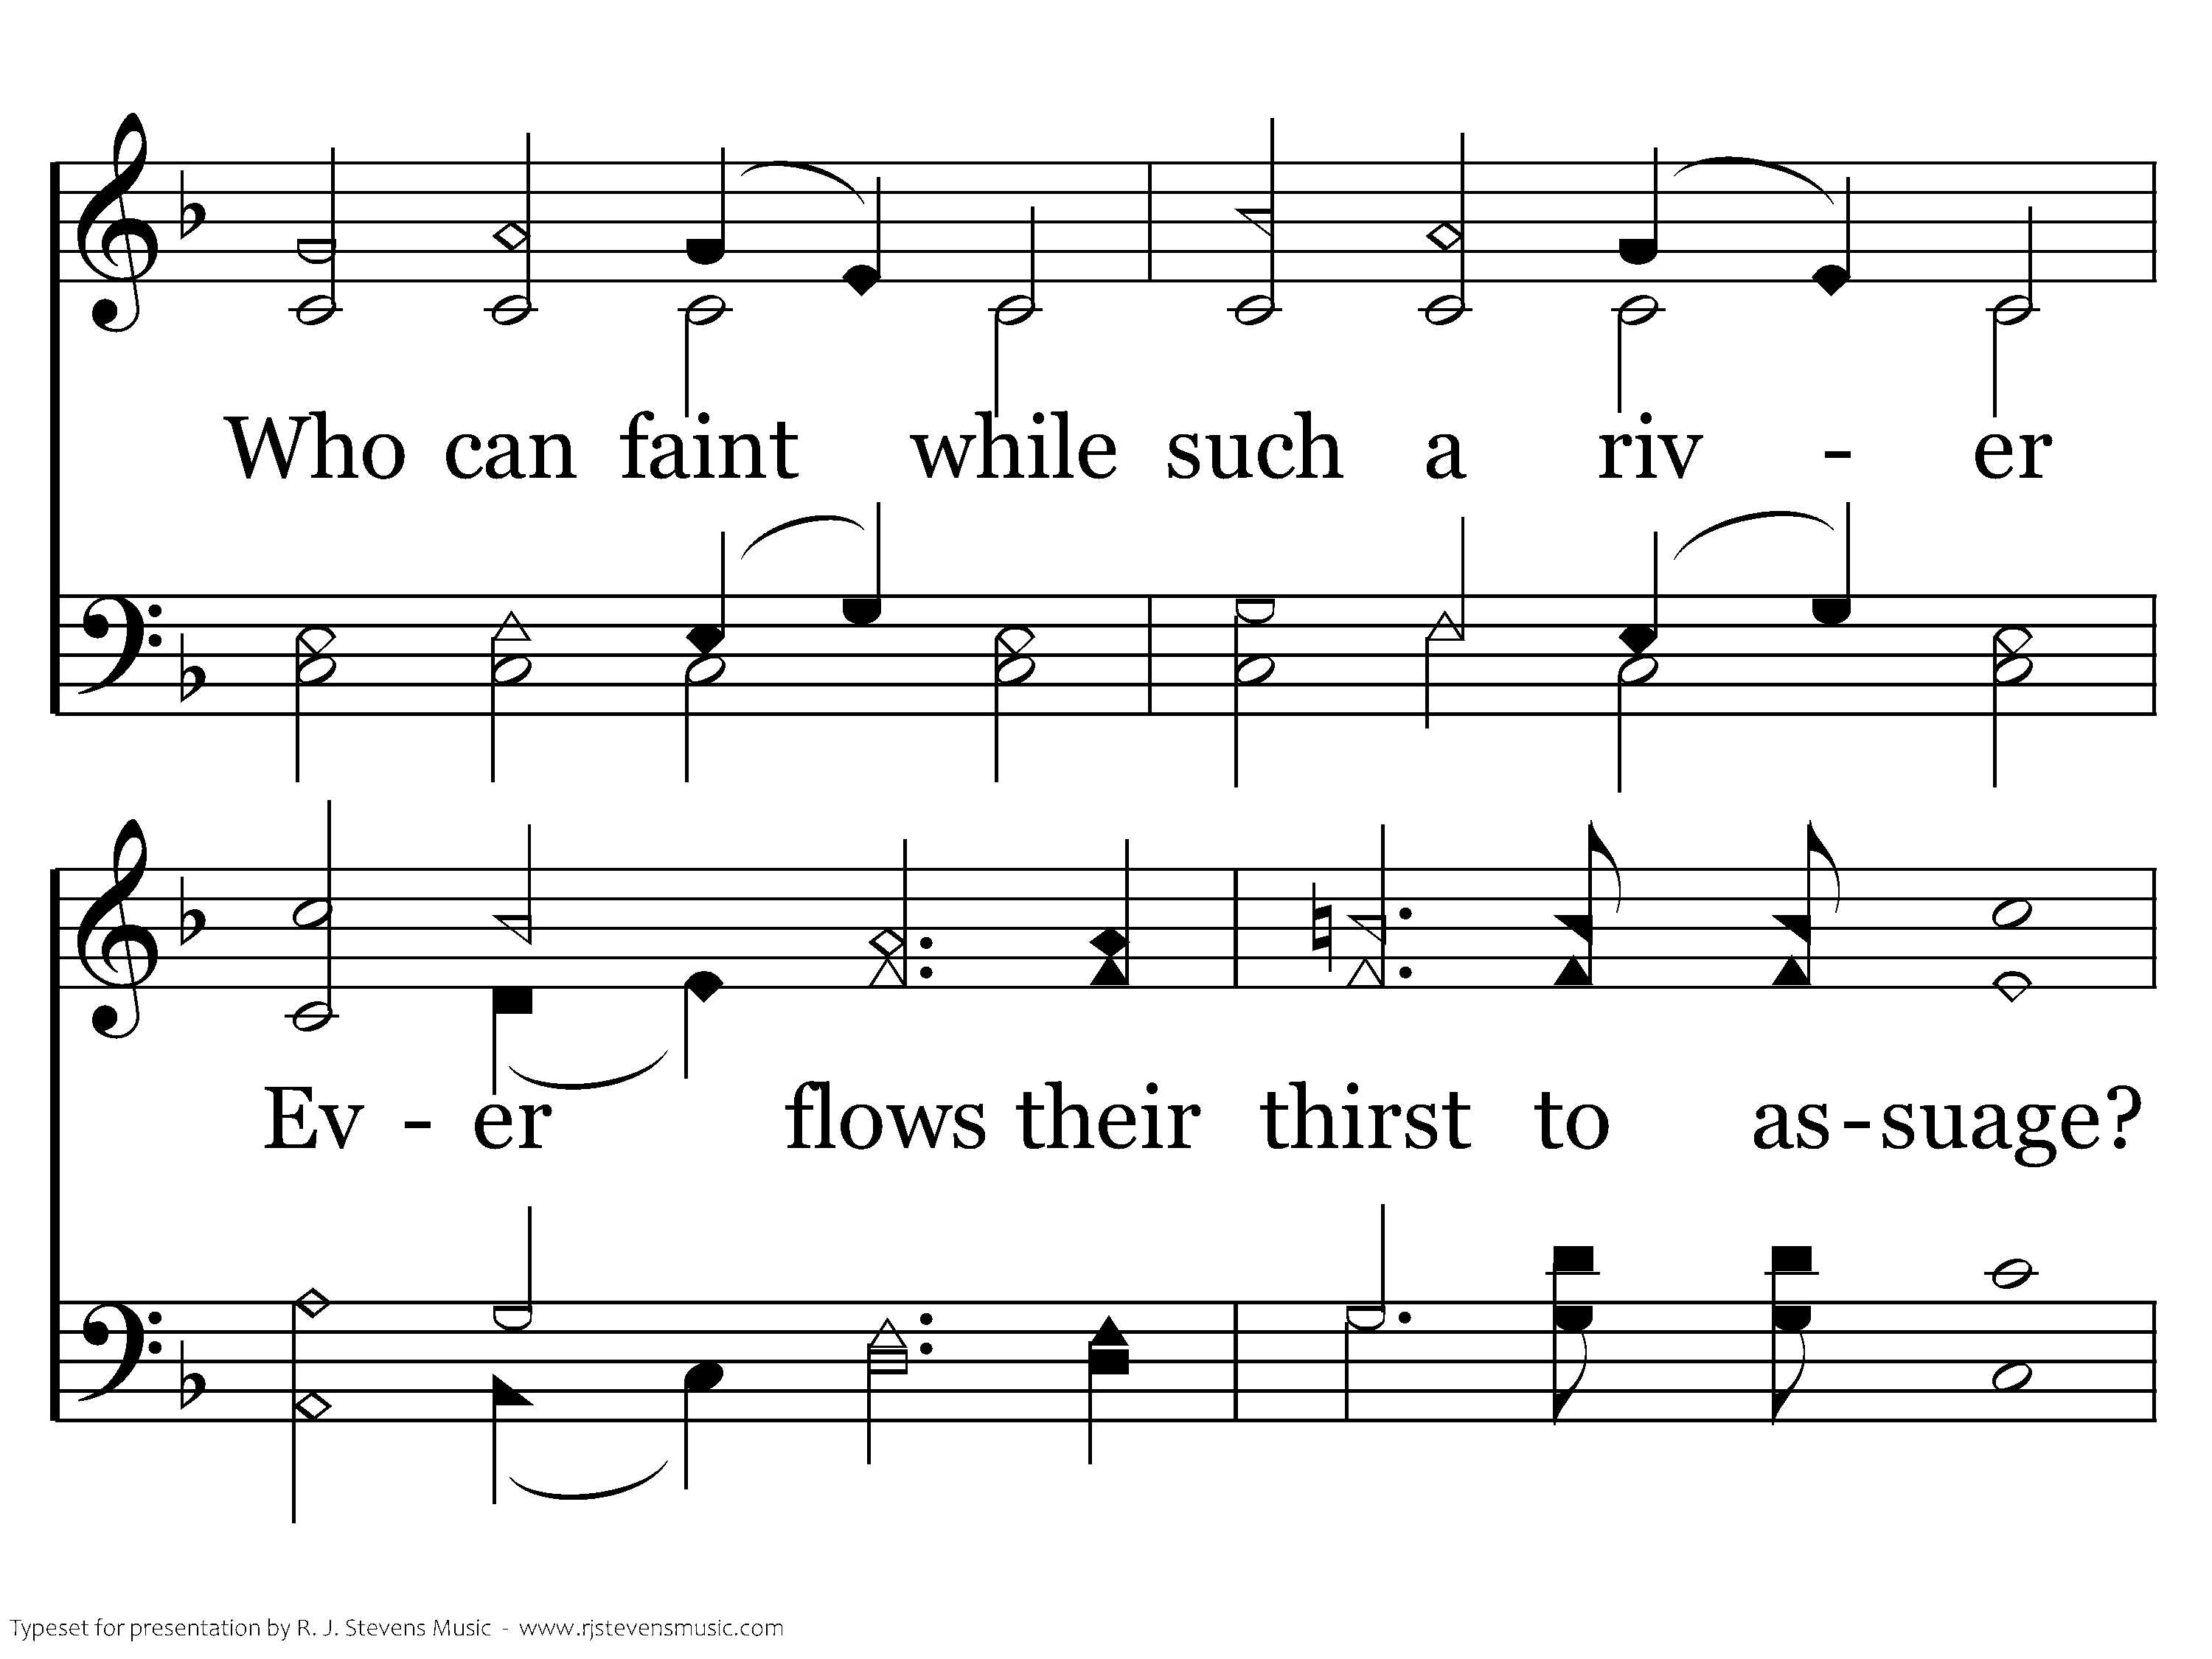 Who can faint while such a riv - er
Ev - er flows their thirst to as - suage?
Typeset for presentation by R. J. Stevens Music - www.rjstevensmusic.com